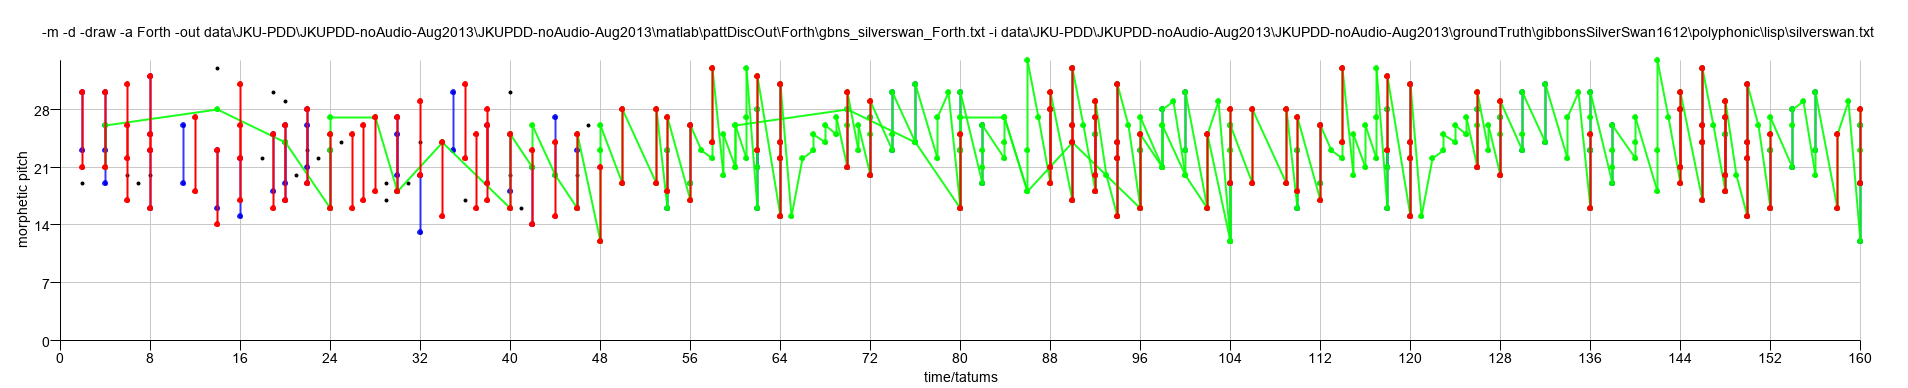 -m -d -draw -a Forth -out data\JKU-PDD\JKUPDD-noAudio-Aug2013\JKUPDD-noAudio-Aug2013\matlab\pattDiscOut\Forth\gbns_silverswan_Forth.txt -i data\JKU-PDD\JKUPDD-noAudio-Aug2013\JKUPDD-noAudio-Aug2013\groundTruth\gibbonsSilverSwan1612\polyphonic\lisp\silverswan.txt
morphetic pitch
28
21
14
7
0
0 8 16 24 32 40 48 56 64 72 80 88 96 104 112 120 128 136 144 152 160
time/tatums